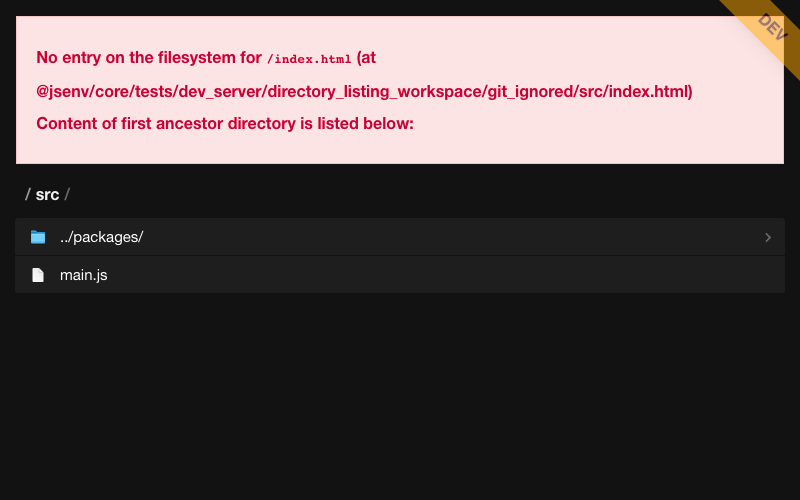 DEV
No entry on the filesystem for /index.html (at
@jsenv/core/tests/dev_server/directory_listing_workspace/git_ignored/src/index.html)
Content of first ancestor directory is listed below:
/ src /
../packages/
main.js